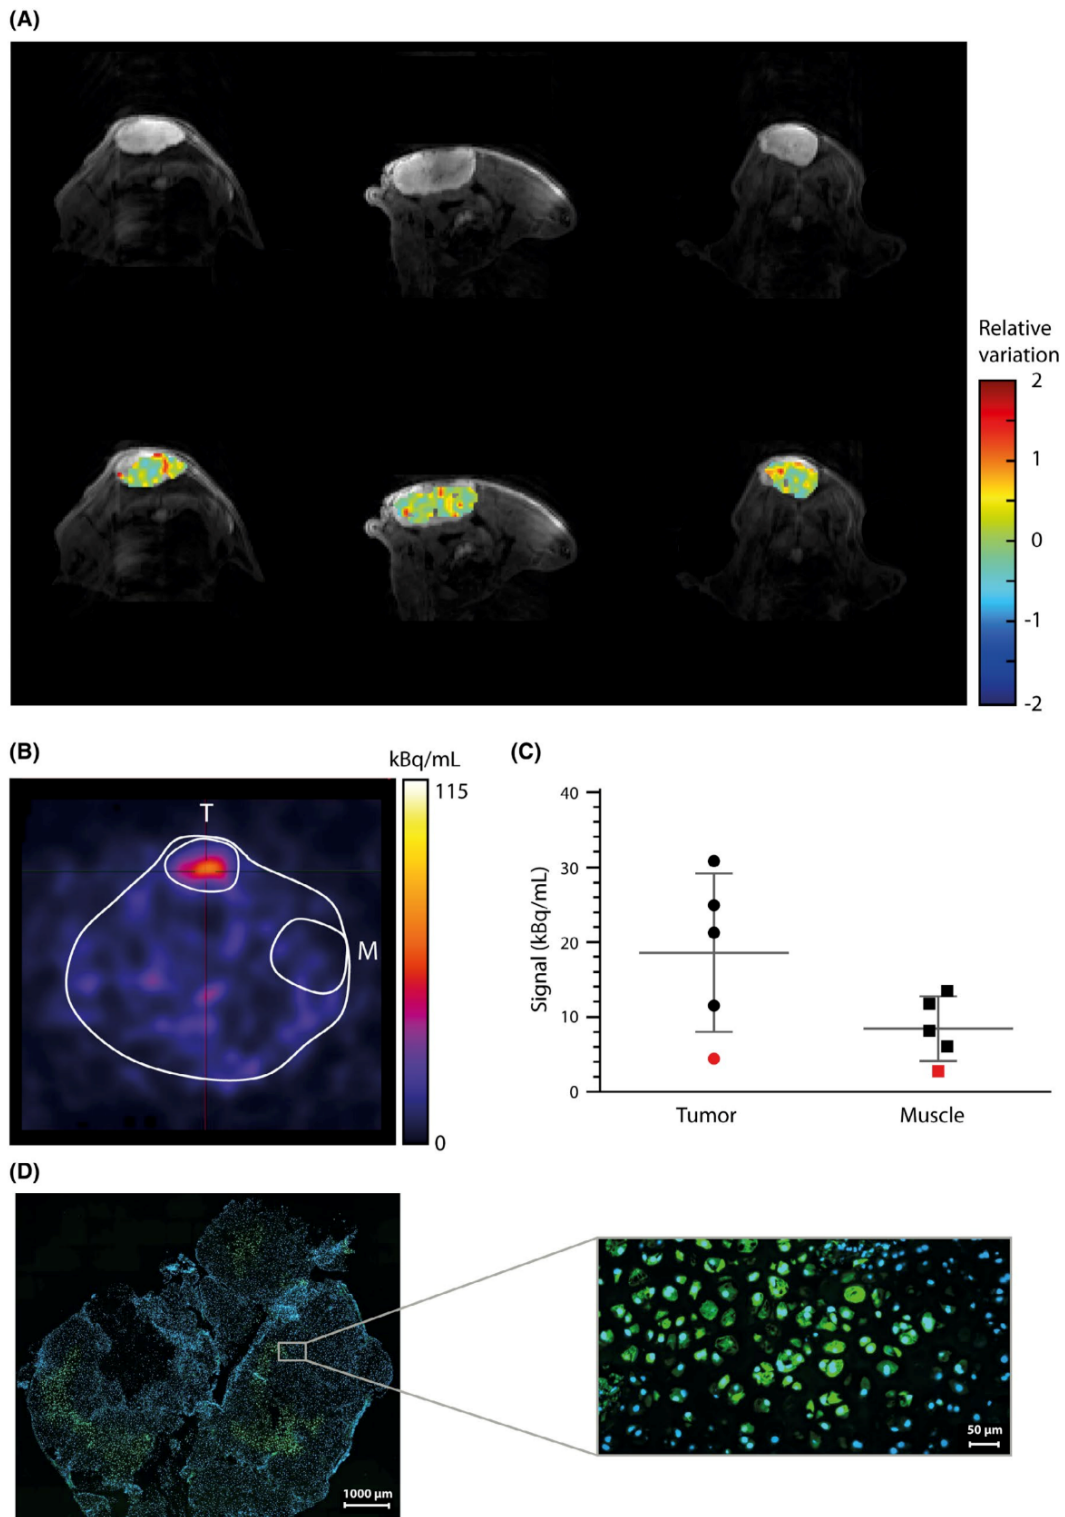 (A)
Relative
variation
2
1
0
-1
-2
(B)
kBq/mL
115
0
T
M
(C)
Signal (kBq/mL)
40
30
20
10
0
Tumor
Muscle
(D)
1000 µm
50 µm